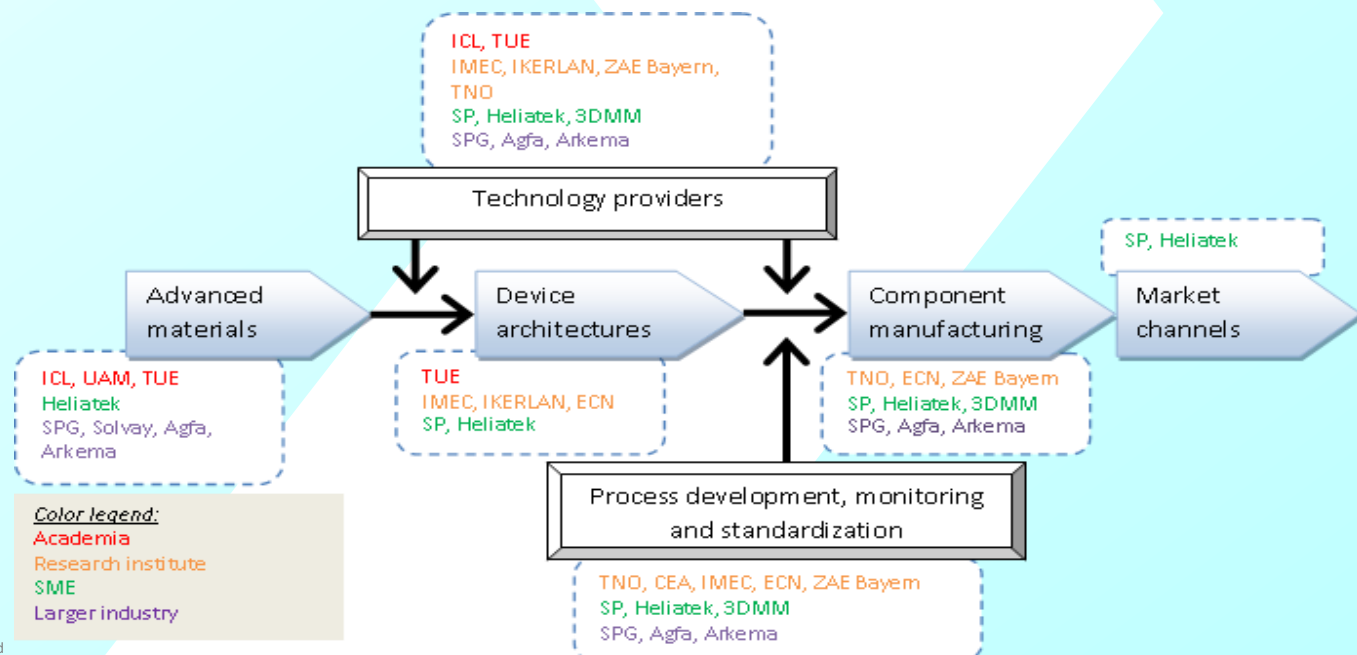 ICL, TUE
IMEC, IKERLAN, ZAE Bayern,
TNO
SP, Heliatek, 3DMM
SPG, Agfa, Arkema
Technology providers
SP, Heliatek
Advanced
materials
Device
architectures
Component
manufacturing
Market
channels
ICL, UAM, TUE
Heliatek
SPG, Solvay, Agfa,
Arkema
TUE
IMEC, IKERLAN, ECN
SP, Heliatek
TNO, ECN, ZAE Bayern
SP, Heliatek, 3DMM
SPG, Agfa, Arkema
Process development, monitoring
and standardization
Color legend:
Academia
Research institute
SME
Larger industry
TNO, CEA, IMEC, ECN, ZAE Bayern
SP, Heliatek, 3DMM
SPG, Agfa, Arkema
d